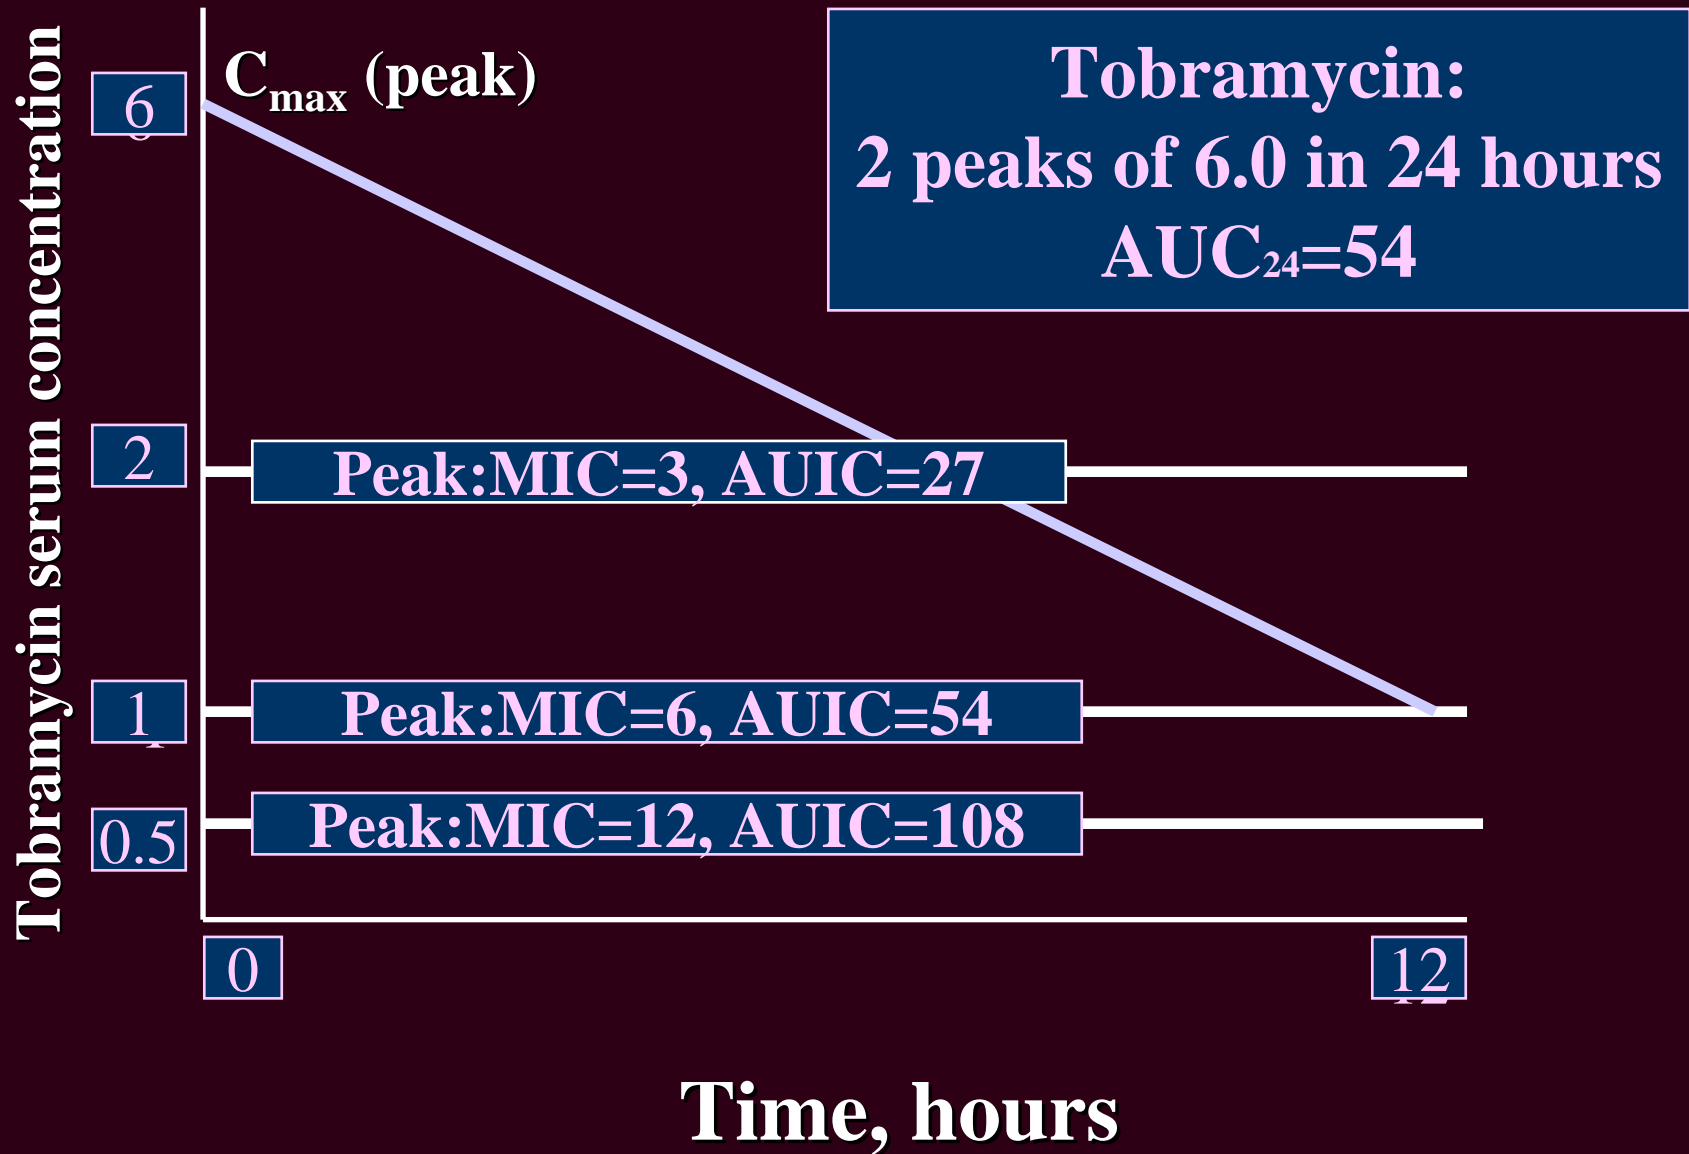 Tobramycin serum concentration
Cmax (peak)
Tobramycin:
2 peaks of 6.0 in 24 hours
AUC24=54
6
2
Peak:MIC=3, AUIC=27
1
Peak:MIC=6, AUIC=54
0.5
Peak:MIC=12, AUIC=108
0
12
Time, hours